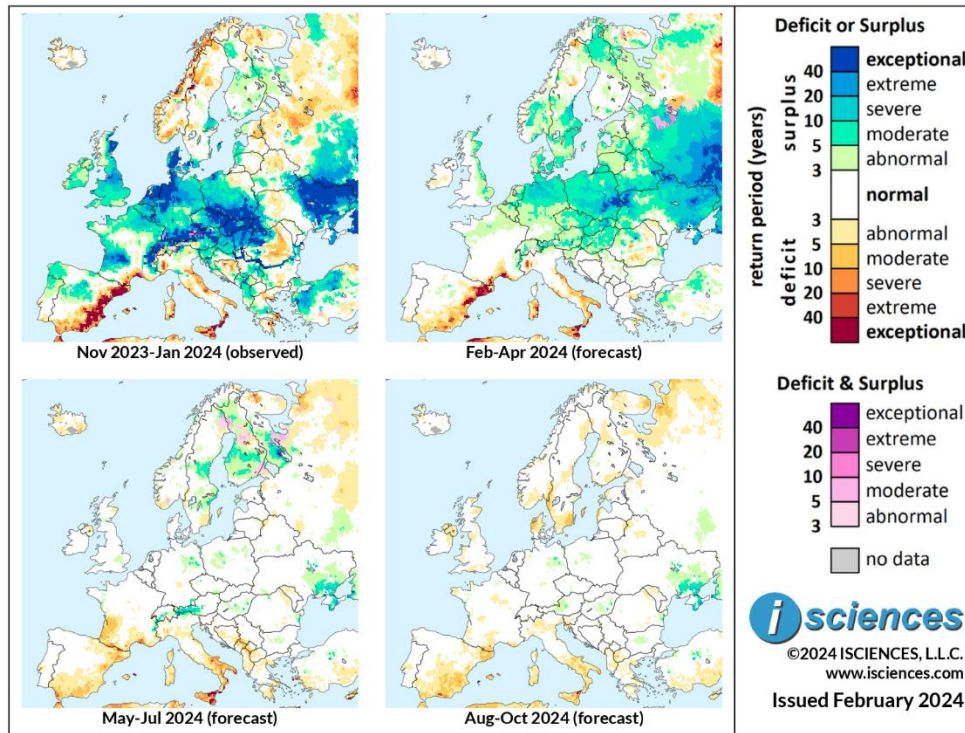 Nov 2023-Jan 2024 (observed)
Feb-Apr 2024 (forecast)
May-Jul 2024 (forecast)
Aug-Oct 2024 (forecast)
Deficit or Surplus
return period (years)
surplus
deficit
exceptional
40
extreme
20
severe
10
moderate
5
abnormal
3
normal
3
abnormal
5
moderate
10
severe
20
extreme
40
exceptional
Deficit & Surplus
exceptional
40
extreme
20
severe
10
moderate
5
abnormal
3
no data
i sciences
©2024 ISCIENCES, L.L.C.
www.isciences.com
Issued February 2024